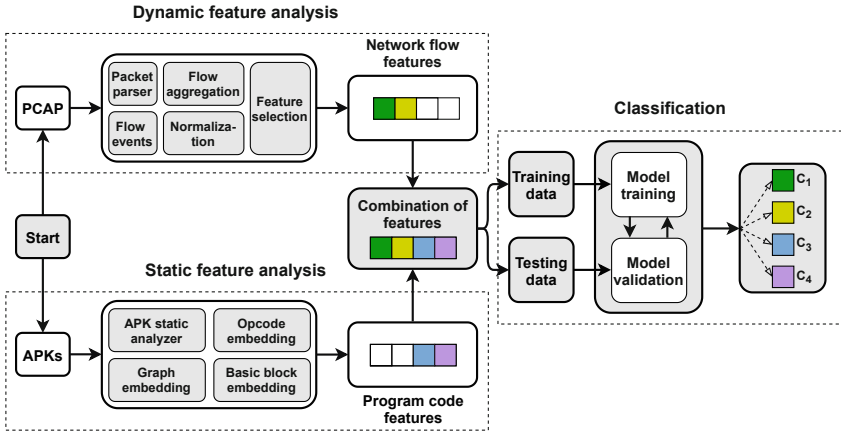 Dynamic feature analysis
PCAP
Packet
parser
Flow
aggregation
Flow
events
Normaliza-
tion
Feature
selection
Network flow
features
Start
Combination of
features
Static feature analysis
APKs
APK static
analyzer
Opcode
embedding
Graph
embedding
Basic block
embedding
Program code
features
Classification
Training
data
Testing
data
Model
training
Model
validation
C1
C2
C3
C4